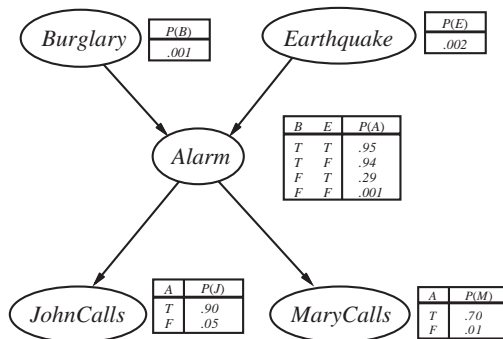 Burglary
P(B)
.001
Earthquake
P(E)
.002
Alarm
B E P(A)
T T .95
T F .94
F T .29
F F .001
JohnCalls
A P(J)
T .90
F .05
MaryCalls
A P(M)
T .70
F .01